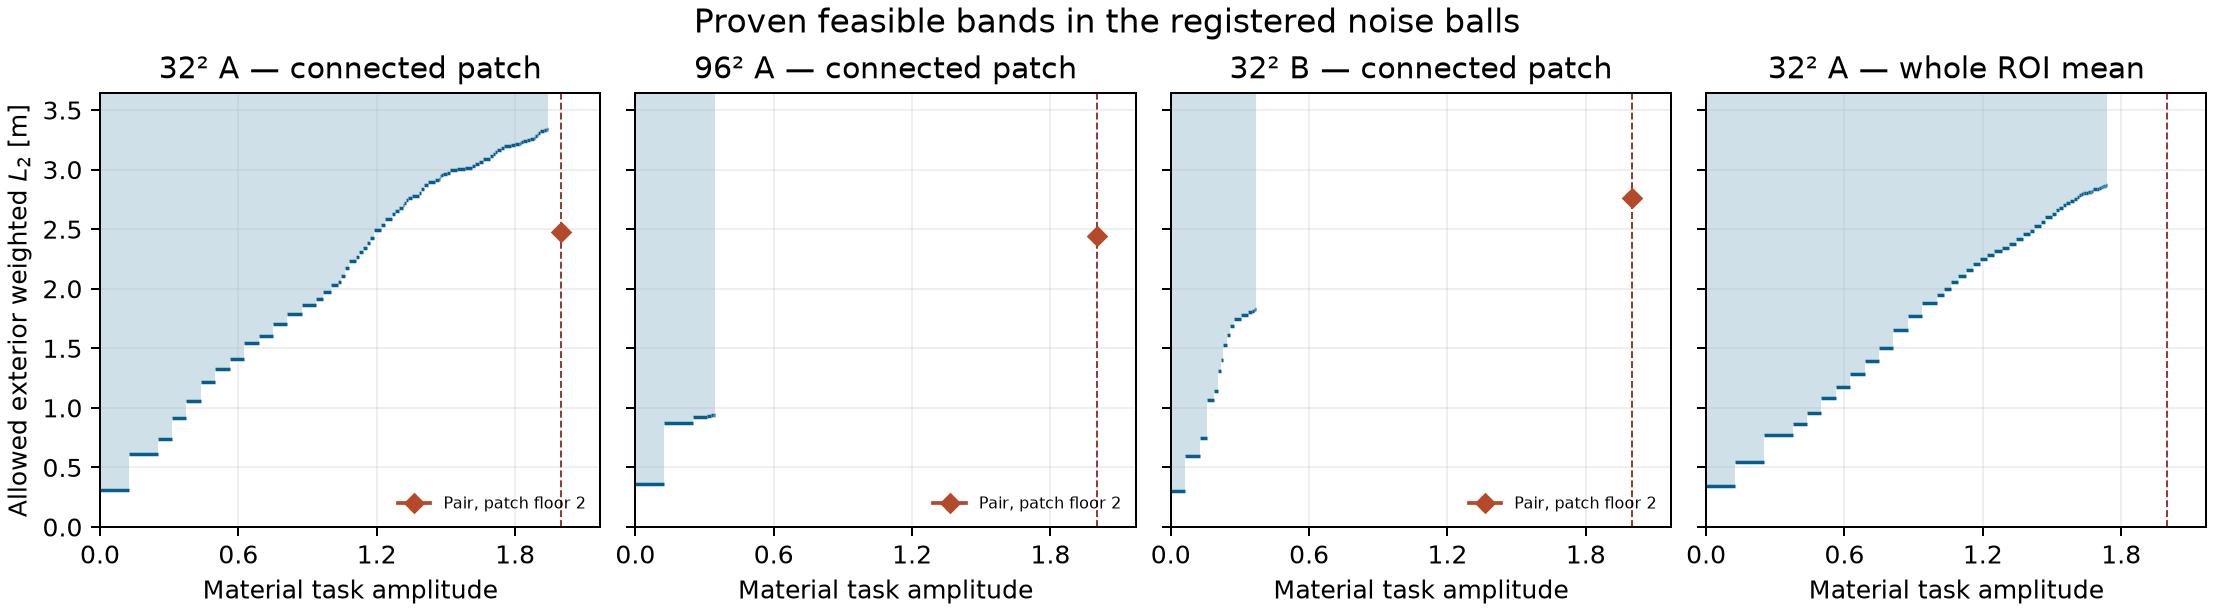 Proven feasible bands in the registered noise balls
32² A — connected patch
96² A — connected patch
32² B — connected patch
32² A — whole ROI mean
Allowed exterior weighted L₂ [m]
3.5
3.0
2.5
2.0
1.5
1.0
0.5
0.0
Pair, patch floor 2
Pair, patch floor 2
Pair, patch floor 2
0.0 0.6 1.2 1.8
0.0 0.6 1.2 1.8
0.0 0.6 1.2 1.8
0.0 0.6 1.2 1.8
Material task amplitude
Material task amplitude
Material task amplitude
Material task amplitude